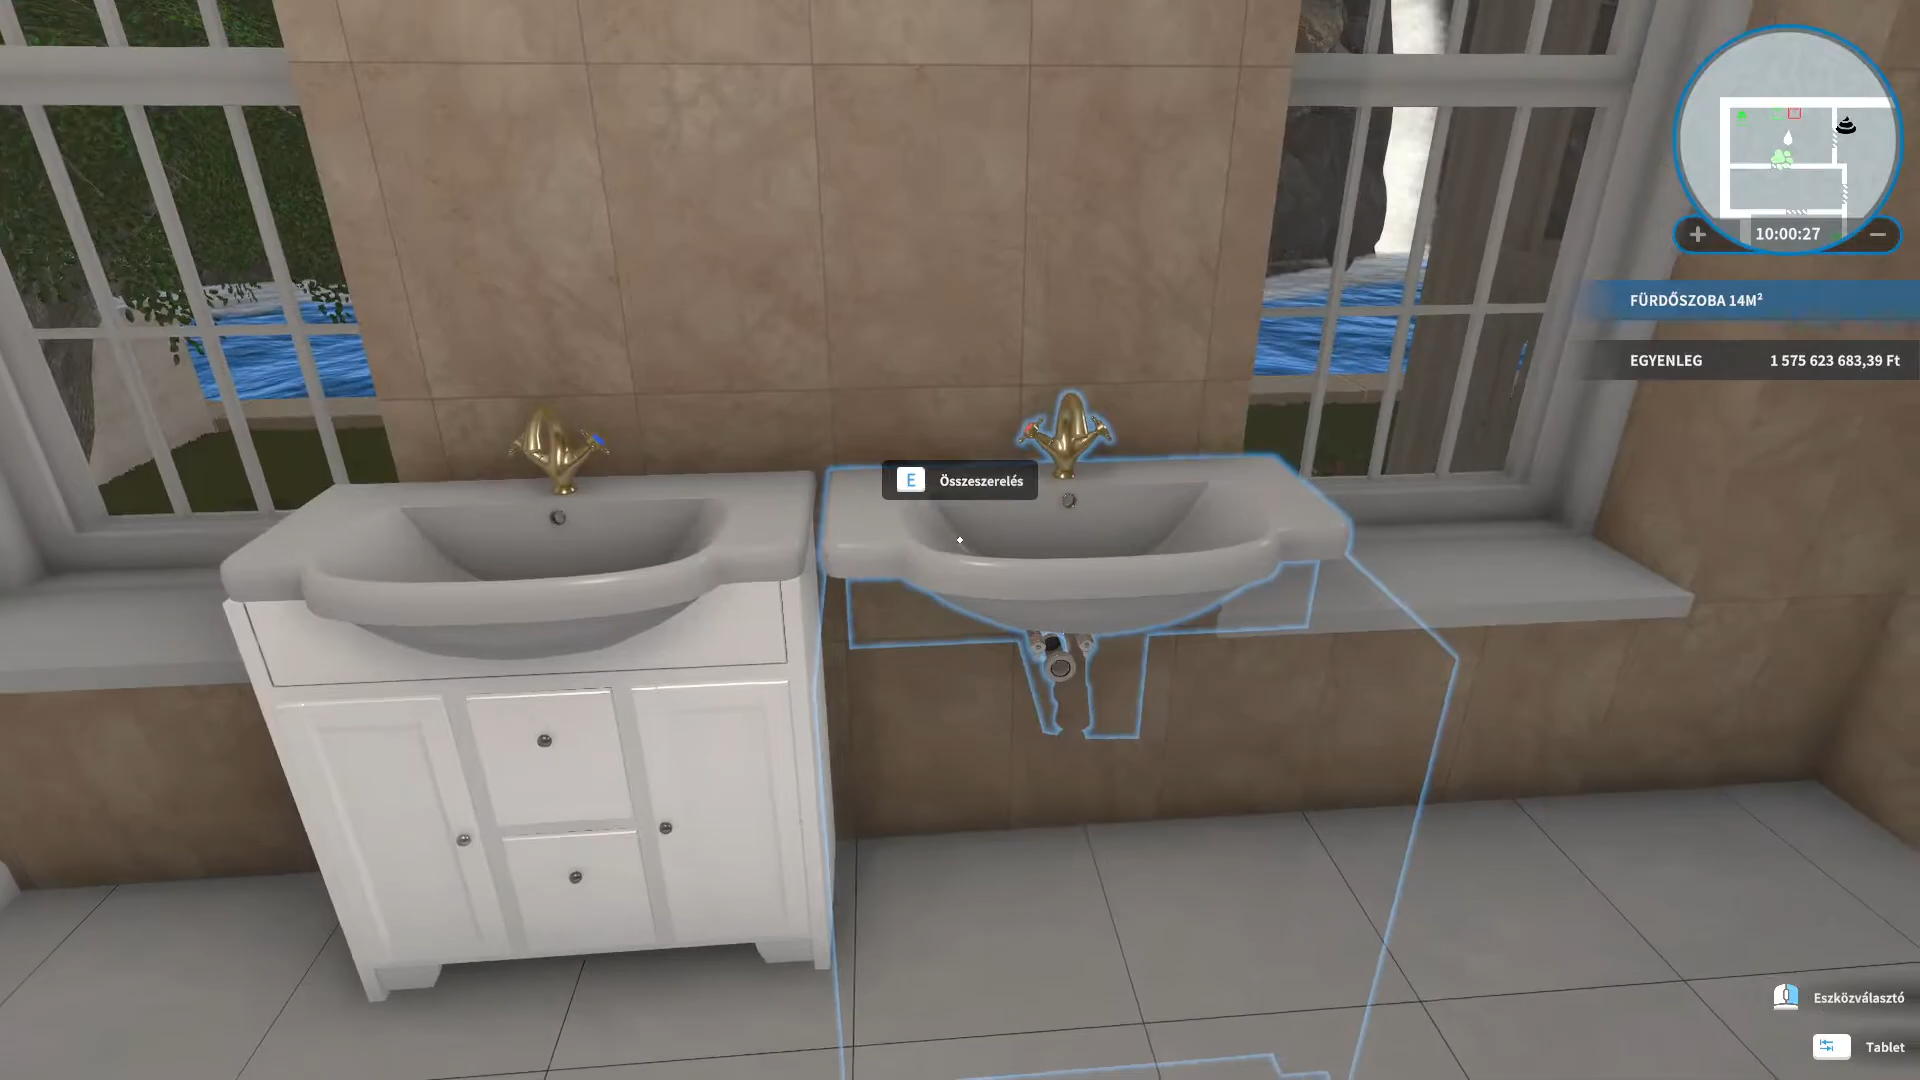 10:00:27
FÜRDŐSZOBA 14M²
EGYENLEG 1 575 623 683,39 Ft
E Összeszerelés
Eszközválasztó
Tablet